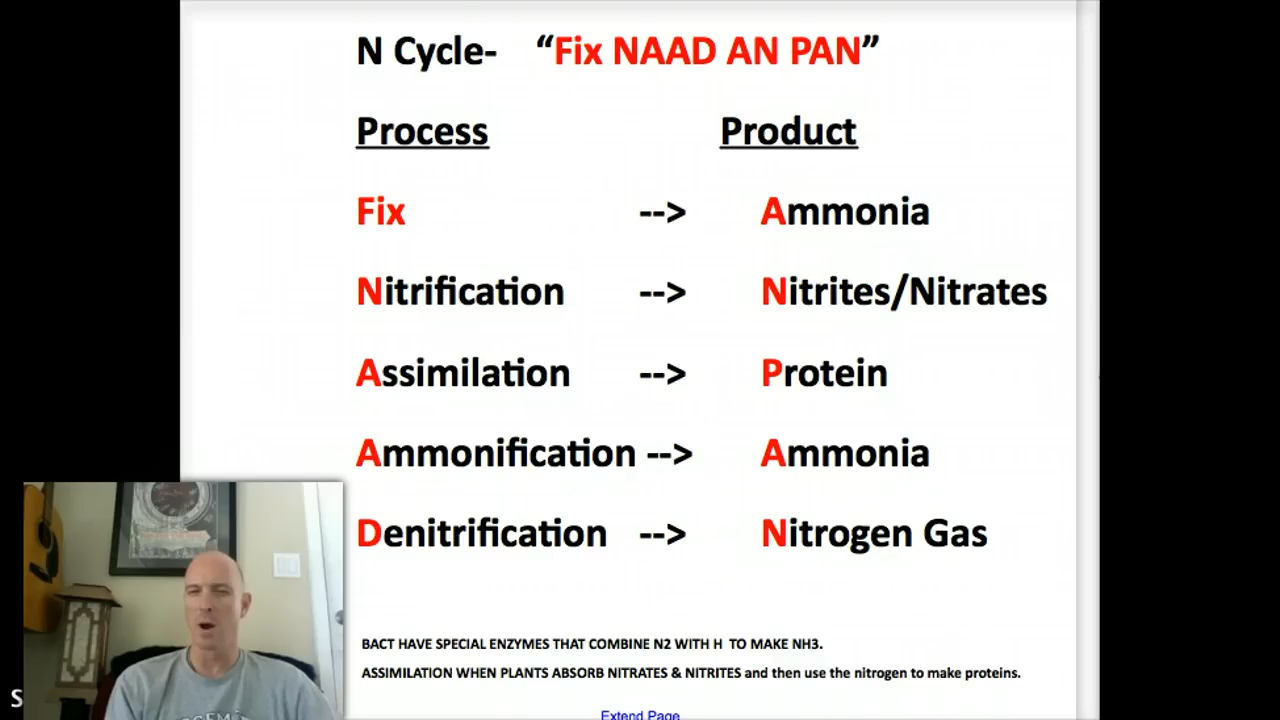 N Cycle- “Fix NAAD AN PAN”
Process Product
Fix --> Ammonia
Nitrification --> Nitrites/Nitrates
Assimilation --> Protein
Ammonification --> Ammonia
Denitrification --> Nitrogen Gas
BACT HAVE SPECIAL ENZYMES THAT COMBINE N2 WITH H TO MAKE NH3.
ASSIMILATION WHEN PLANTS ABSORB NITRATES & NITRITES and then use the nitrogen to make proteins.
S
Extend Page